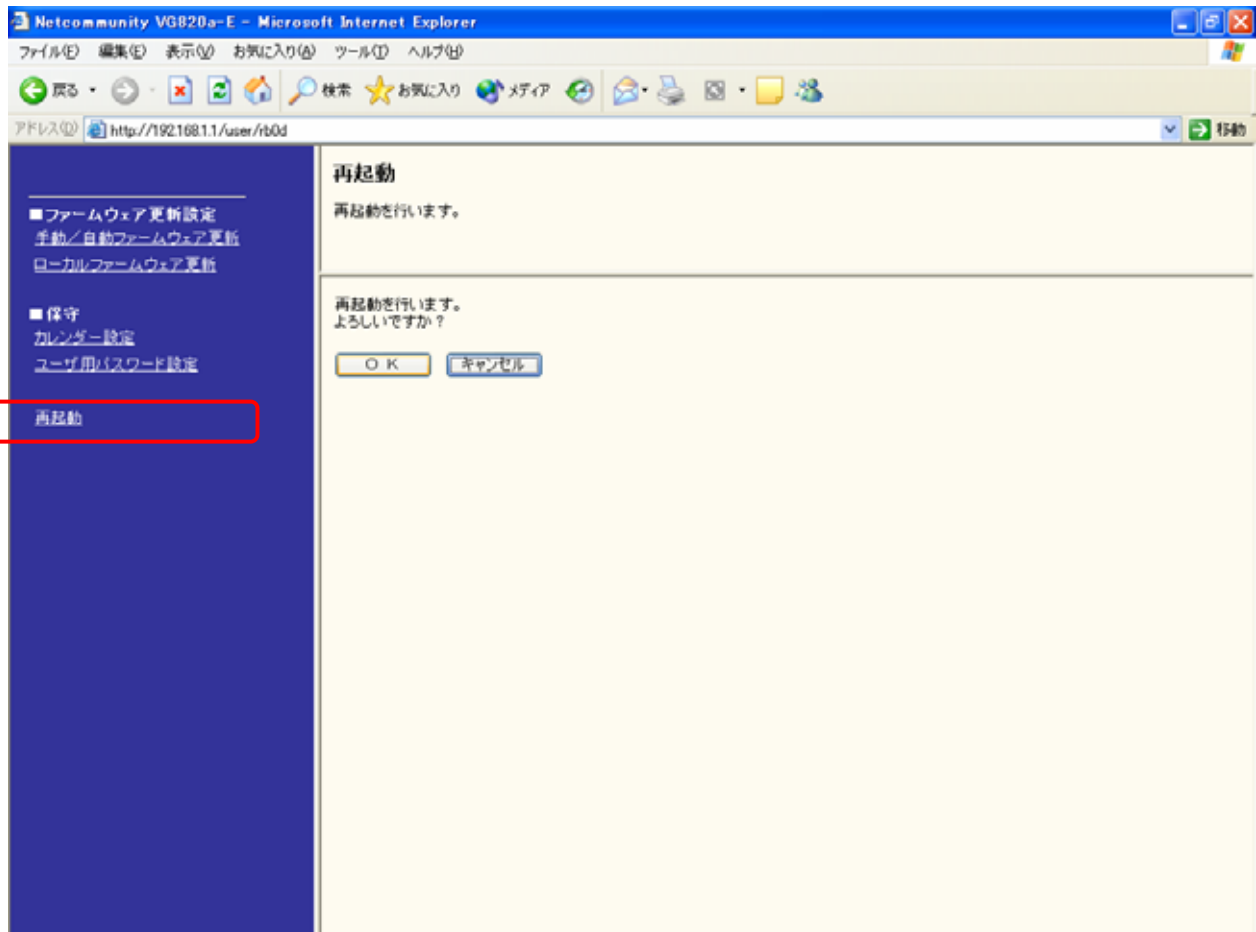 Netcommunity VG820a-E - Microsoft Internet Explorer
ファイル(F) 編集(E) 表示(V) お気に入り(A) ツール(T) ヘルプ(H)
戻る 検索 お気に入り メディア
アドレス(D) http://192.168.1.1/user/rb0d 移動
■ファームウェア更新設定
手動／自動ファームウェア更新
ローカルファームウェア更新
■保守
カレンダー設定
ユーザ用パスワード設定
再起動
再起動
再起動を行います。
再起動を行います。
よろしいですか？
ＯＫ キャンセル